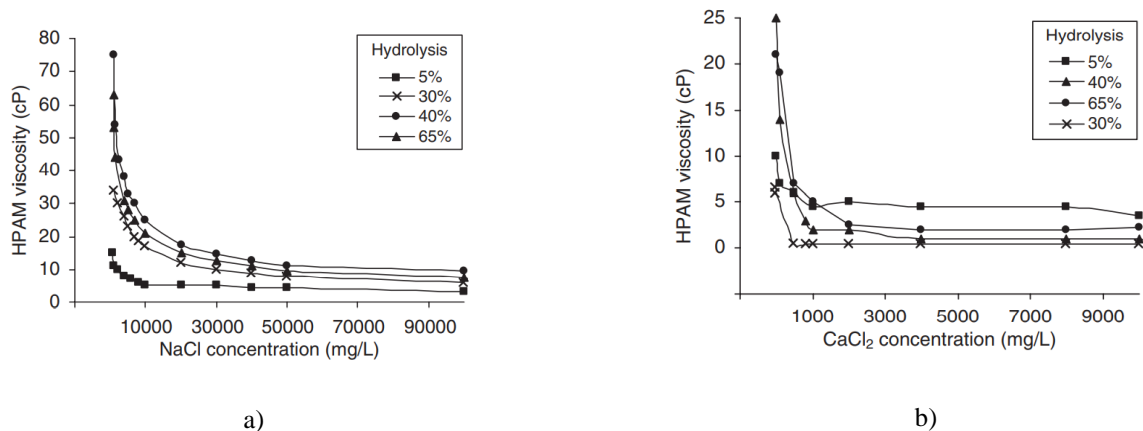 80
70
60
50
40
30
20
10
0
HPAM viscosity (cP)
10000 30000 50000 70000 90000
NaCl concentration (mg/L)
Hydrolysis
5%
30%
40%
65%
a)
25
20
15
10
5
0
HPAM viscosity (cP)
1000 3000 5000 7000 9000
CaCl₂ concentration (mg/L)
Hydrolysis
5%
40%
65%
30%
b)